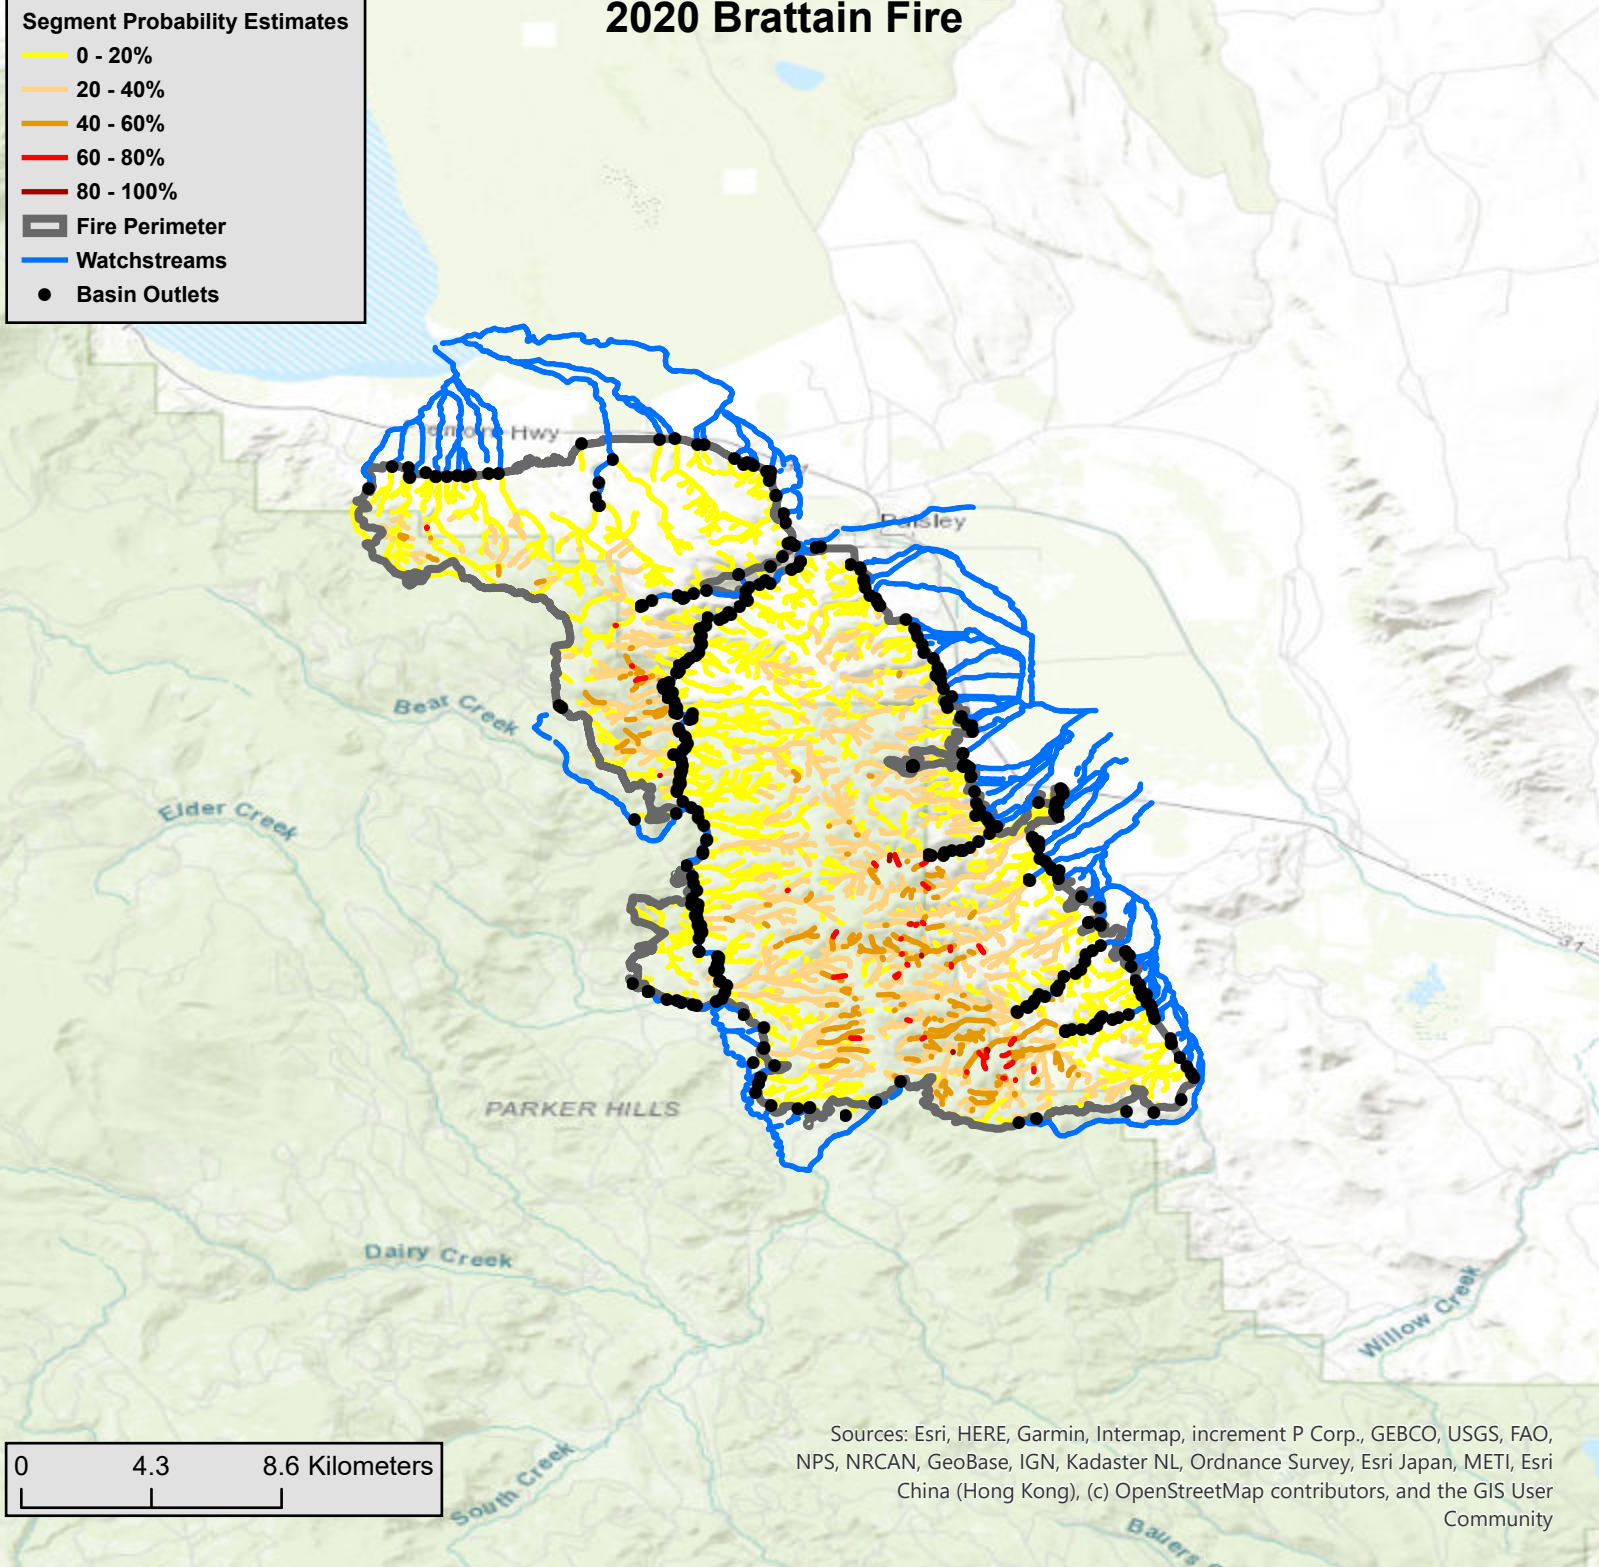 2020 Brattain Fire
Segment Probability Estimates
0 - 20%
20 - 40%
40 - 60%
60 - 80%
80 - 100%
Fire Perimeter
Watchstreams
Basin Outlets
Hwy
Paisley
Bear Creek
Elder Creek
31
PARKER HILLS
Dairy Creek
Willow Creek
South Creek
Bauers
0 4.3 8.6 Kilometers
Sources: Esri, HERE, Garmin, Intermap, increment P Corp., GEBCO, USGS, FAO,
NPS, NRCAN, GeoBase, IGN, Kadaster NL, Ordnance Survey, Esri Japan, METI, Esri
China (Hong Kong), (c) OpenStreetMap contributors, and the GIS User
Community